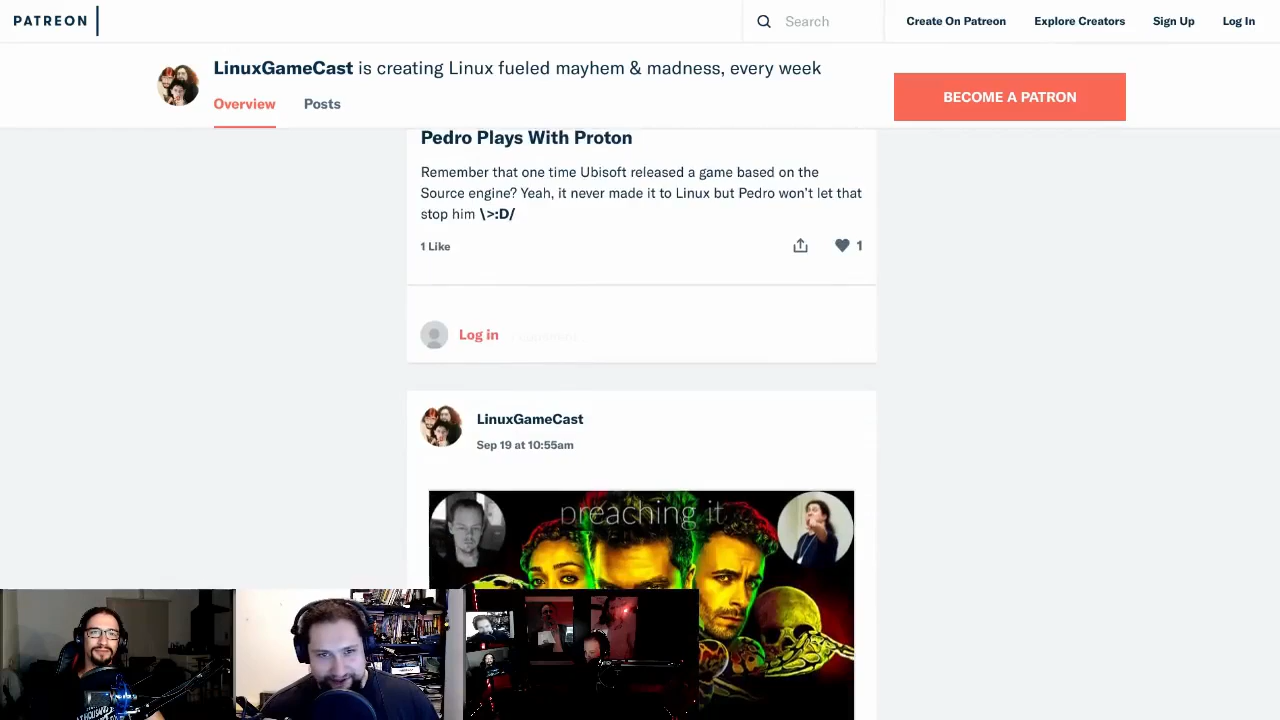 PATREON
Search
Create On Patreon
Explore Creators
Sign Up
Log In
LinuxGameCast is creating Linux fueled mayhem & madness, every week
Overview
Posts
BECOME A PATRON
Pedro Plays With Proton
Remember that one time Ubisoft released a game based on the
Source engine? Yeah, it never made it to Linux but Pedro won't let that
stop him \>:D/
1 Like
1
Log in
LinuxGameCast
Sep 19 at 10:55am
preaching it